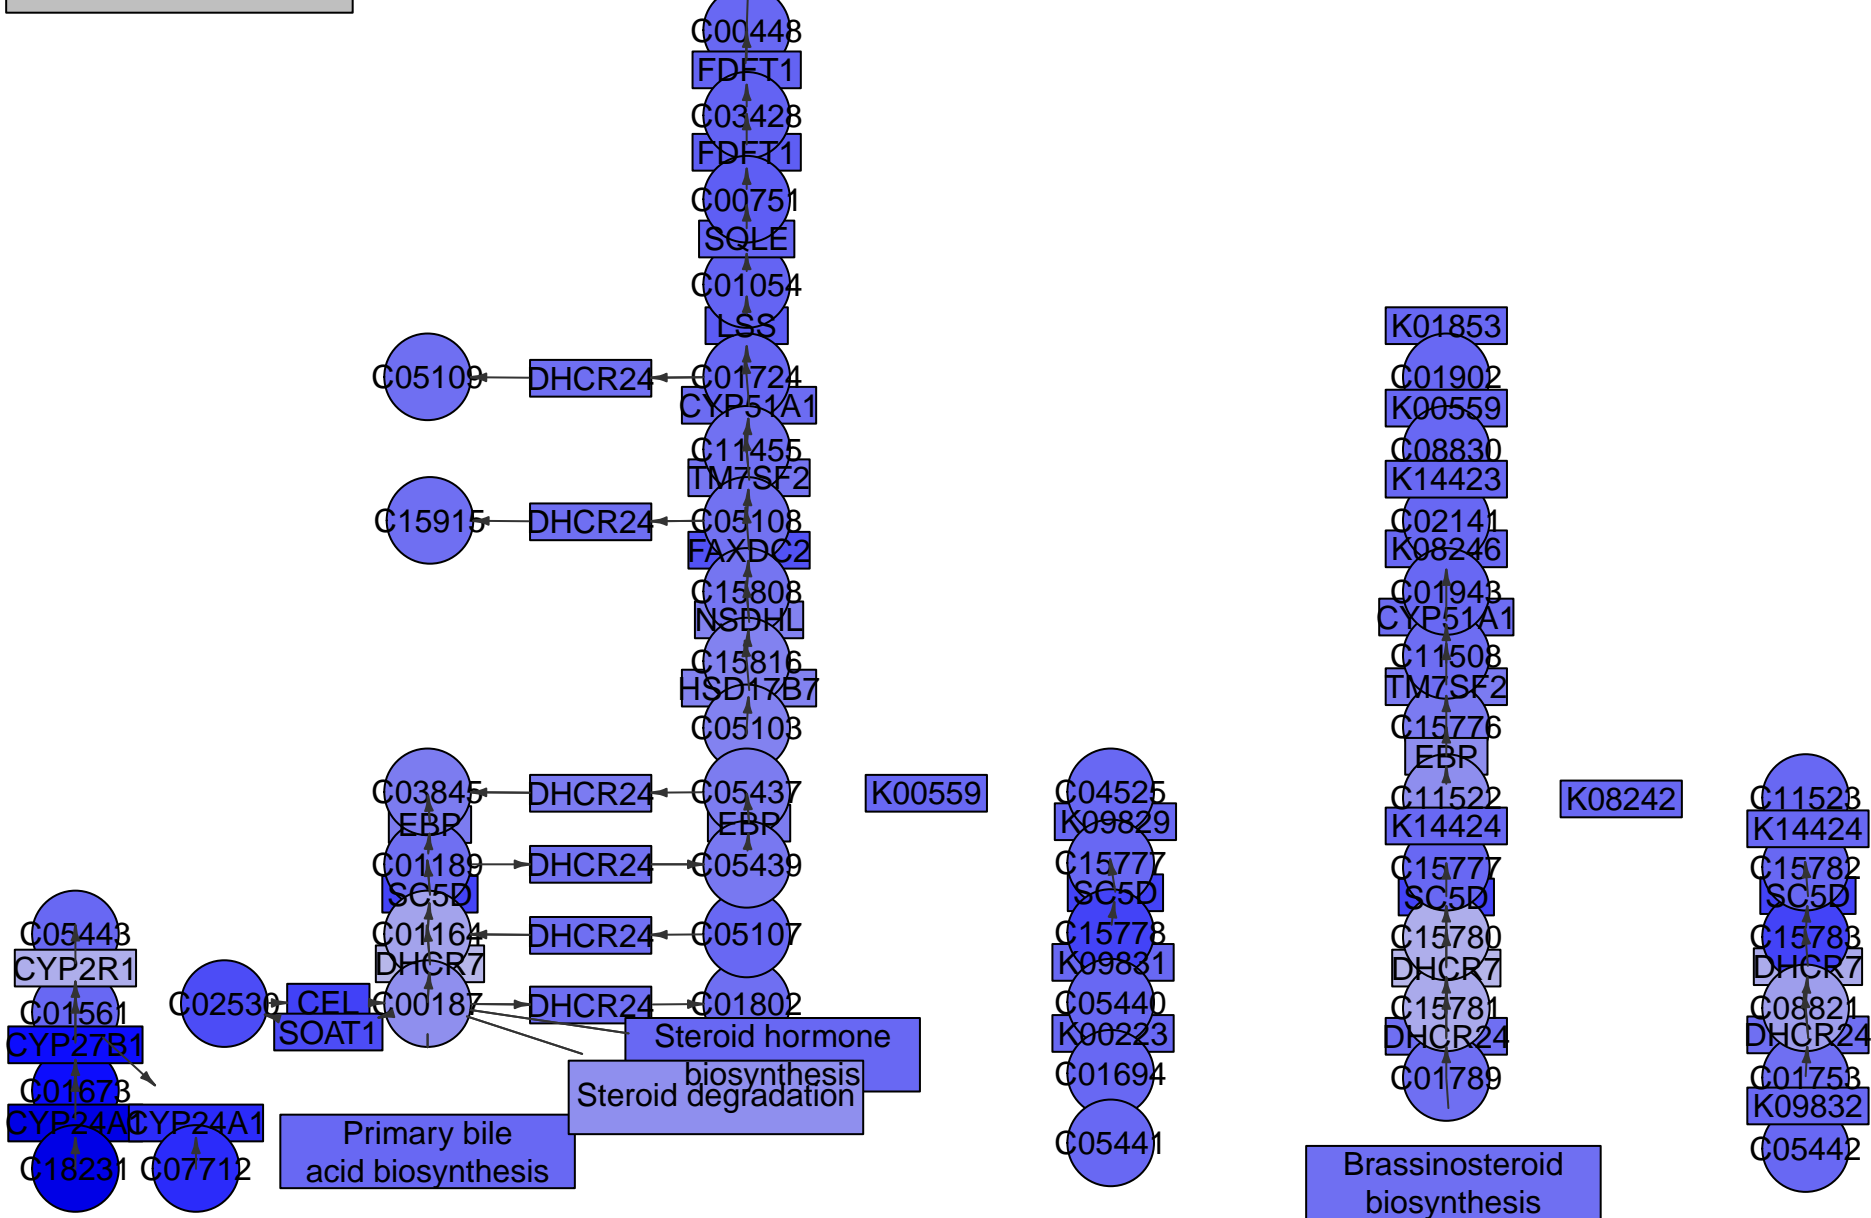 C00448
FDFT1
C03428
FDFT1
C00751
SQLE
C01054
LSS
C05109
DHCR24
C01724
CYP51A1
C11455
TM7SF2
C15915
DHCR24
C05108
FAXDC2
C15808
NSDHL
C15816
HSD17B7
C05103
C03845
DHCR24
C05437
EBP
EBP
C01189
DHCR24
C05439
SC5D
C01164
DHCR24
C05107
DHCR7
C02530
CEL
SOAT1
C00187
DHCR24
C01802
C05443
CYP2R1
C01561
CYP27B1
C01673
CYP24A1
CYP24A1
C18231
C07712
Steroid hormone
biosynthesis
Steroid degradation
Primary bile
acid biosynthesis
K00559
C04525
K09829
C15777
SC5D
C15778
K09831
C05440
K00223
C01694
C05441
K01853
C01902
K00559
C08830
K14423
C02141
K08246
C01943
CYP51A1
C11508
TM7SF2
C15776
EBP
C11522
K14424
C15777
SC5D
C15780
DHCR7
C15781
DHCR24
C01789
Brassinosteroid
biosynthesis
K08242
C11523
K14424
C15782
SC5D
C15783
DHCR7
C08821
DHCR24
C01753
K09832
C05442